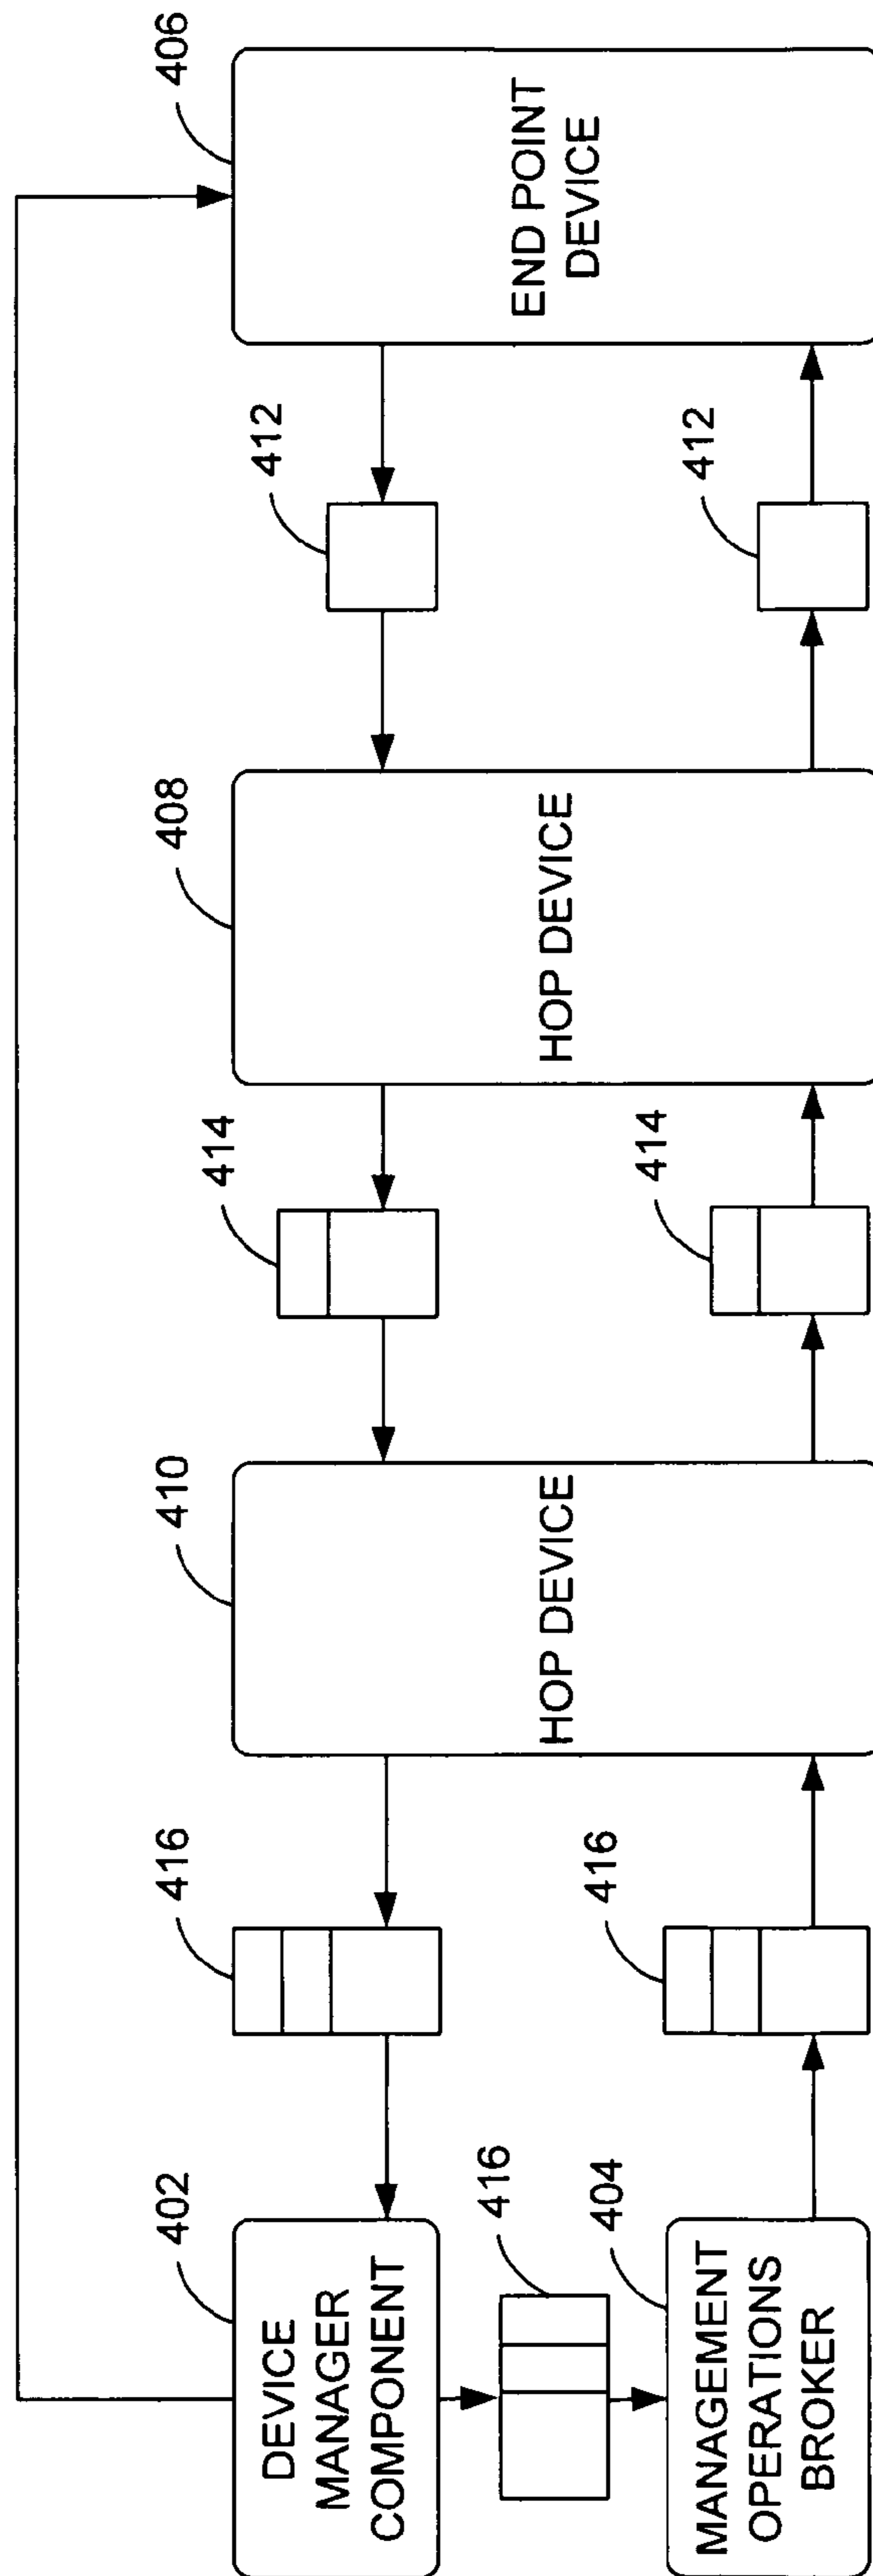 406
END POINT
DEVICE
412
412
408
HOP DEVICE
414
414
410
HOP DEVICE
416
416
402
DEVICE
MANAGER
COMPONENT
416
404
MANAGEMENT
OPERATIONS
BROKER